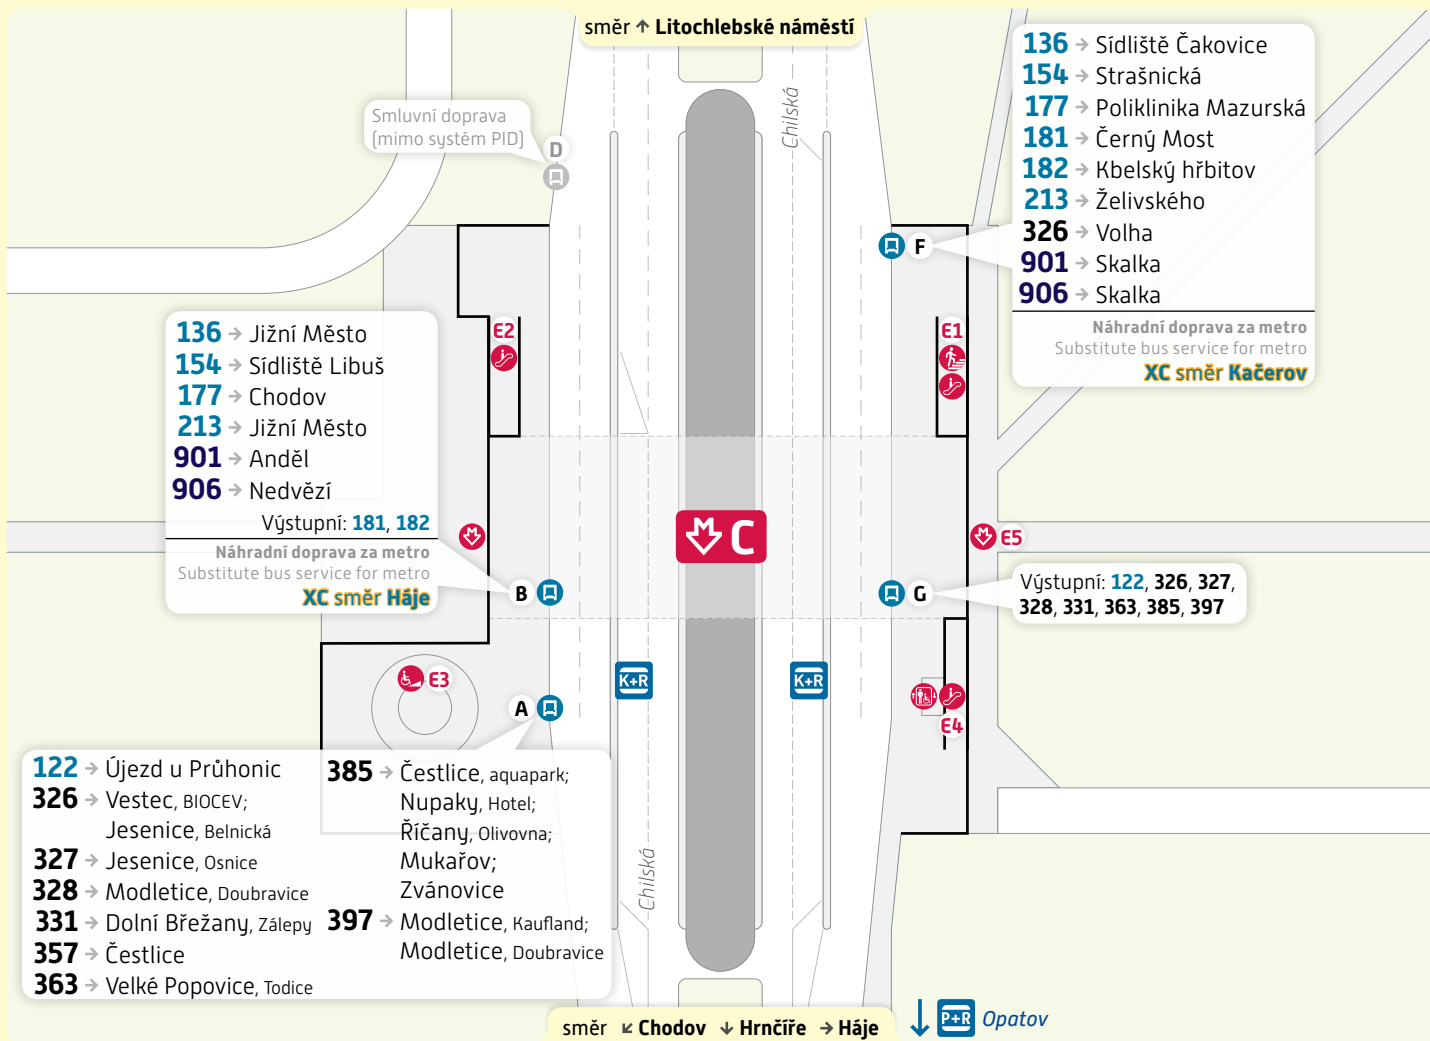 směr ↑ Litochlebské náměstí
Smluvní doprava
(mimo systém PID)
D
Chilská
136 → Sídliště Čakovice
154 → Strašnická
177 → Poliklinika Mazurská
181 → Černý Most
182 → Kbelský hřbitov
213 → Želivského
326 → Volha
901 → Skalka
906 → Skalka
Náhradní doprava za metro
Substitute bus service for metro
XC směr Kačerov
F
E2
E1
136 → Jižní Město
154 → Sídliště Libuš
177 → Chodov
213 → Jižní Město
901 → Anděl
906 → Nedvězí
Výstupní: 181, 182
Náhradní doprava za metro
Substitute bus service for metro
XC směr Háje
B
M C
E5
G
Výstupní: 122, 326, 327,
328, 331, 363, 385, 397
E3
K+R
K+R
E4
A
122 → Újezd u Průhonic
326 → Vestec, BIOCEV;
Jesenice, Belnická
327 → Jesenice, Osnice
328 → Modletice, Doubravice
331 → Dolní Břežany, Zálepy
357 → Čestlice
363 → Velké Popovice, Todice
385 → Čestlice, aquapark;
Nupaky, Hotel;
Říčany, Olivovna;
Mukařov;
Zvánovice
397 → Modletice, Kaufland;
Modletice, Doubravice
Chilská
směr ↙ Chodov ↓ Hrnčíře → Háje
↓ P+R Opatov